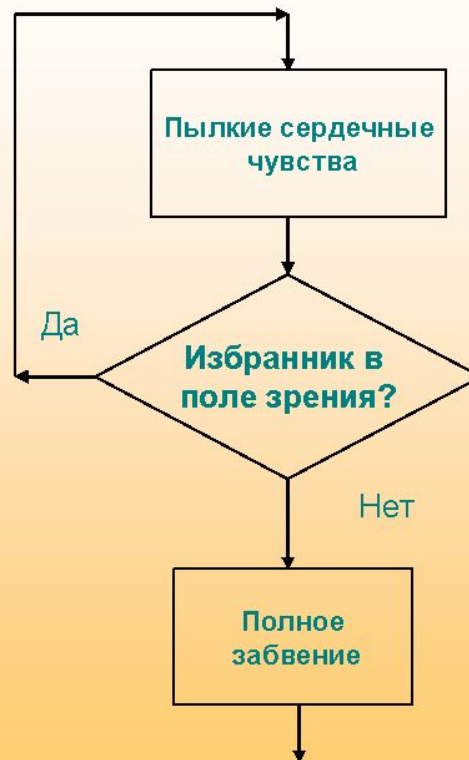 Пылкие сердечные
чувства
Да
Избранник в
поле зрения?
Нет
Полное
забвение